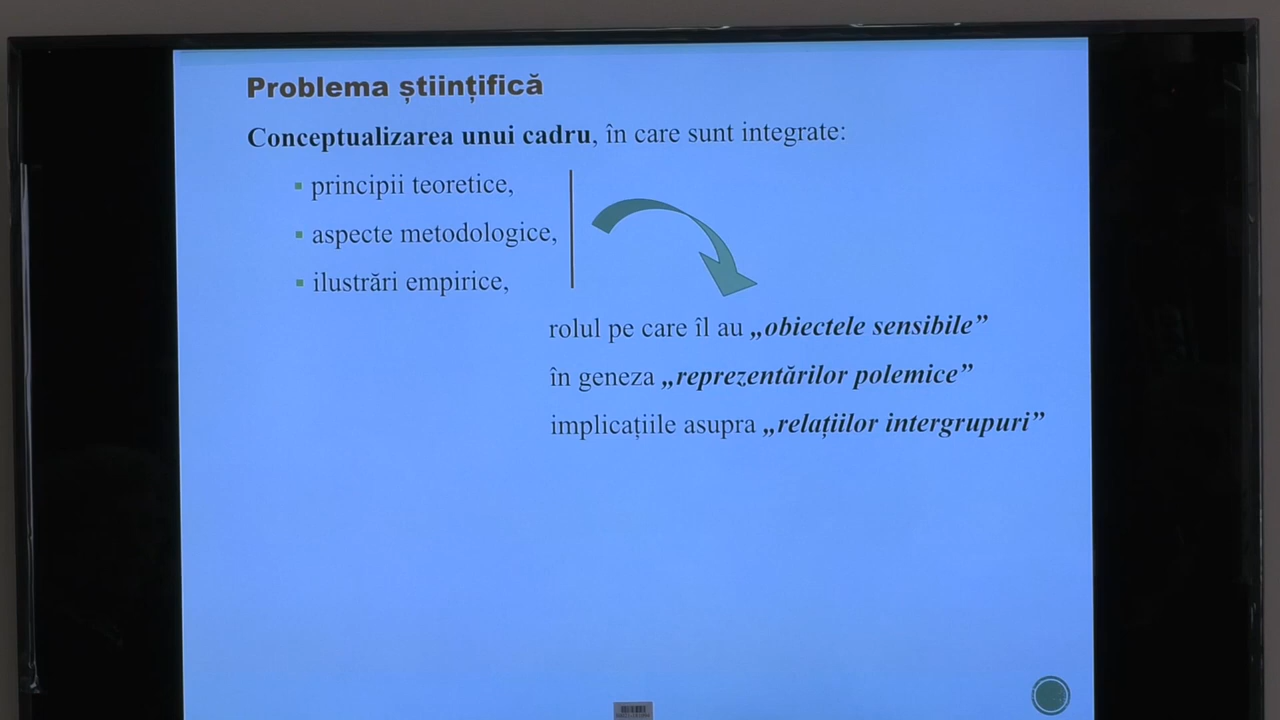 Problema științifică
Conceptualizarea unui cadru, în care sunt integrate:
principii teoretice,
aspecte metodologice,
ilustrări empirice,
rolul pe care îl au „obiectele sensibile”
în geneza „reprezentărilor polemice”
implicațiile asupra „relațiilor intergrupuri”